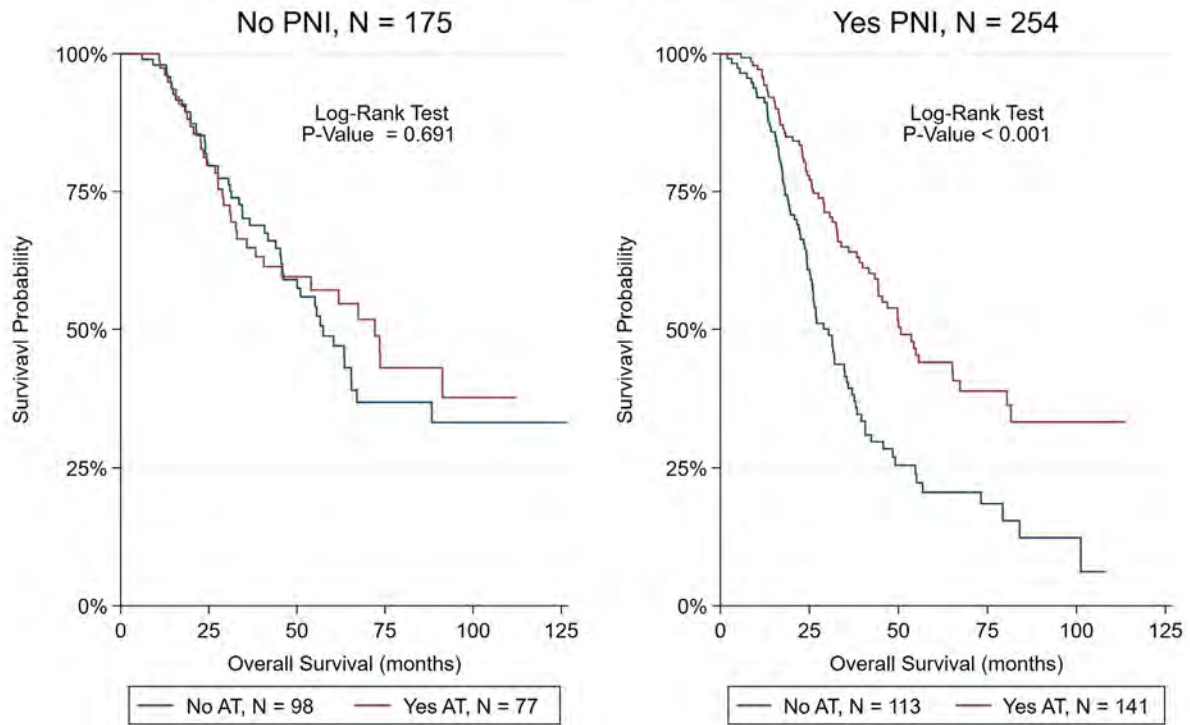 No PNI, N = 175
100%
75%
50%
25%
0%
Survivavl Probability
Log-Rank Test
P-Value = 0.691
0 25 50 75 100 125
Overall Survival (months)
No AT, N = 98 Yes AT, N = 77
Yes PNI, N = 254
100%
75%
50%
25%
0%
Survivavl Probability
Log-Rank Test
P-Value < 0.001
0 25 50 75 100 125
Overall Survival (months)
No AT, N = 113 Yes AT, N = 141